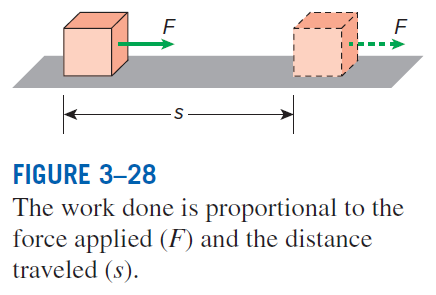 F F
s
FIGURE 3–28
The work done is proportional to the
force applied (F) and the distance
traveled (s).